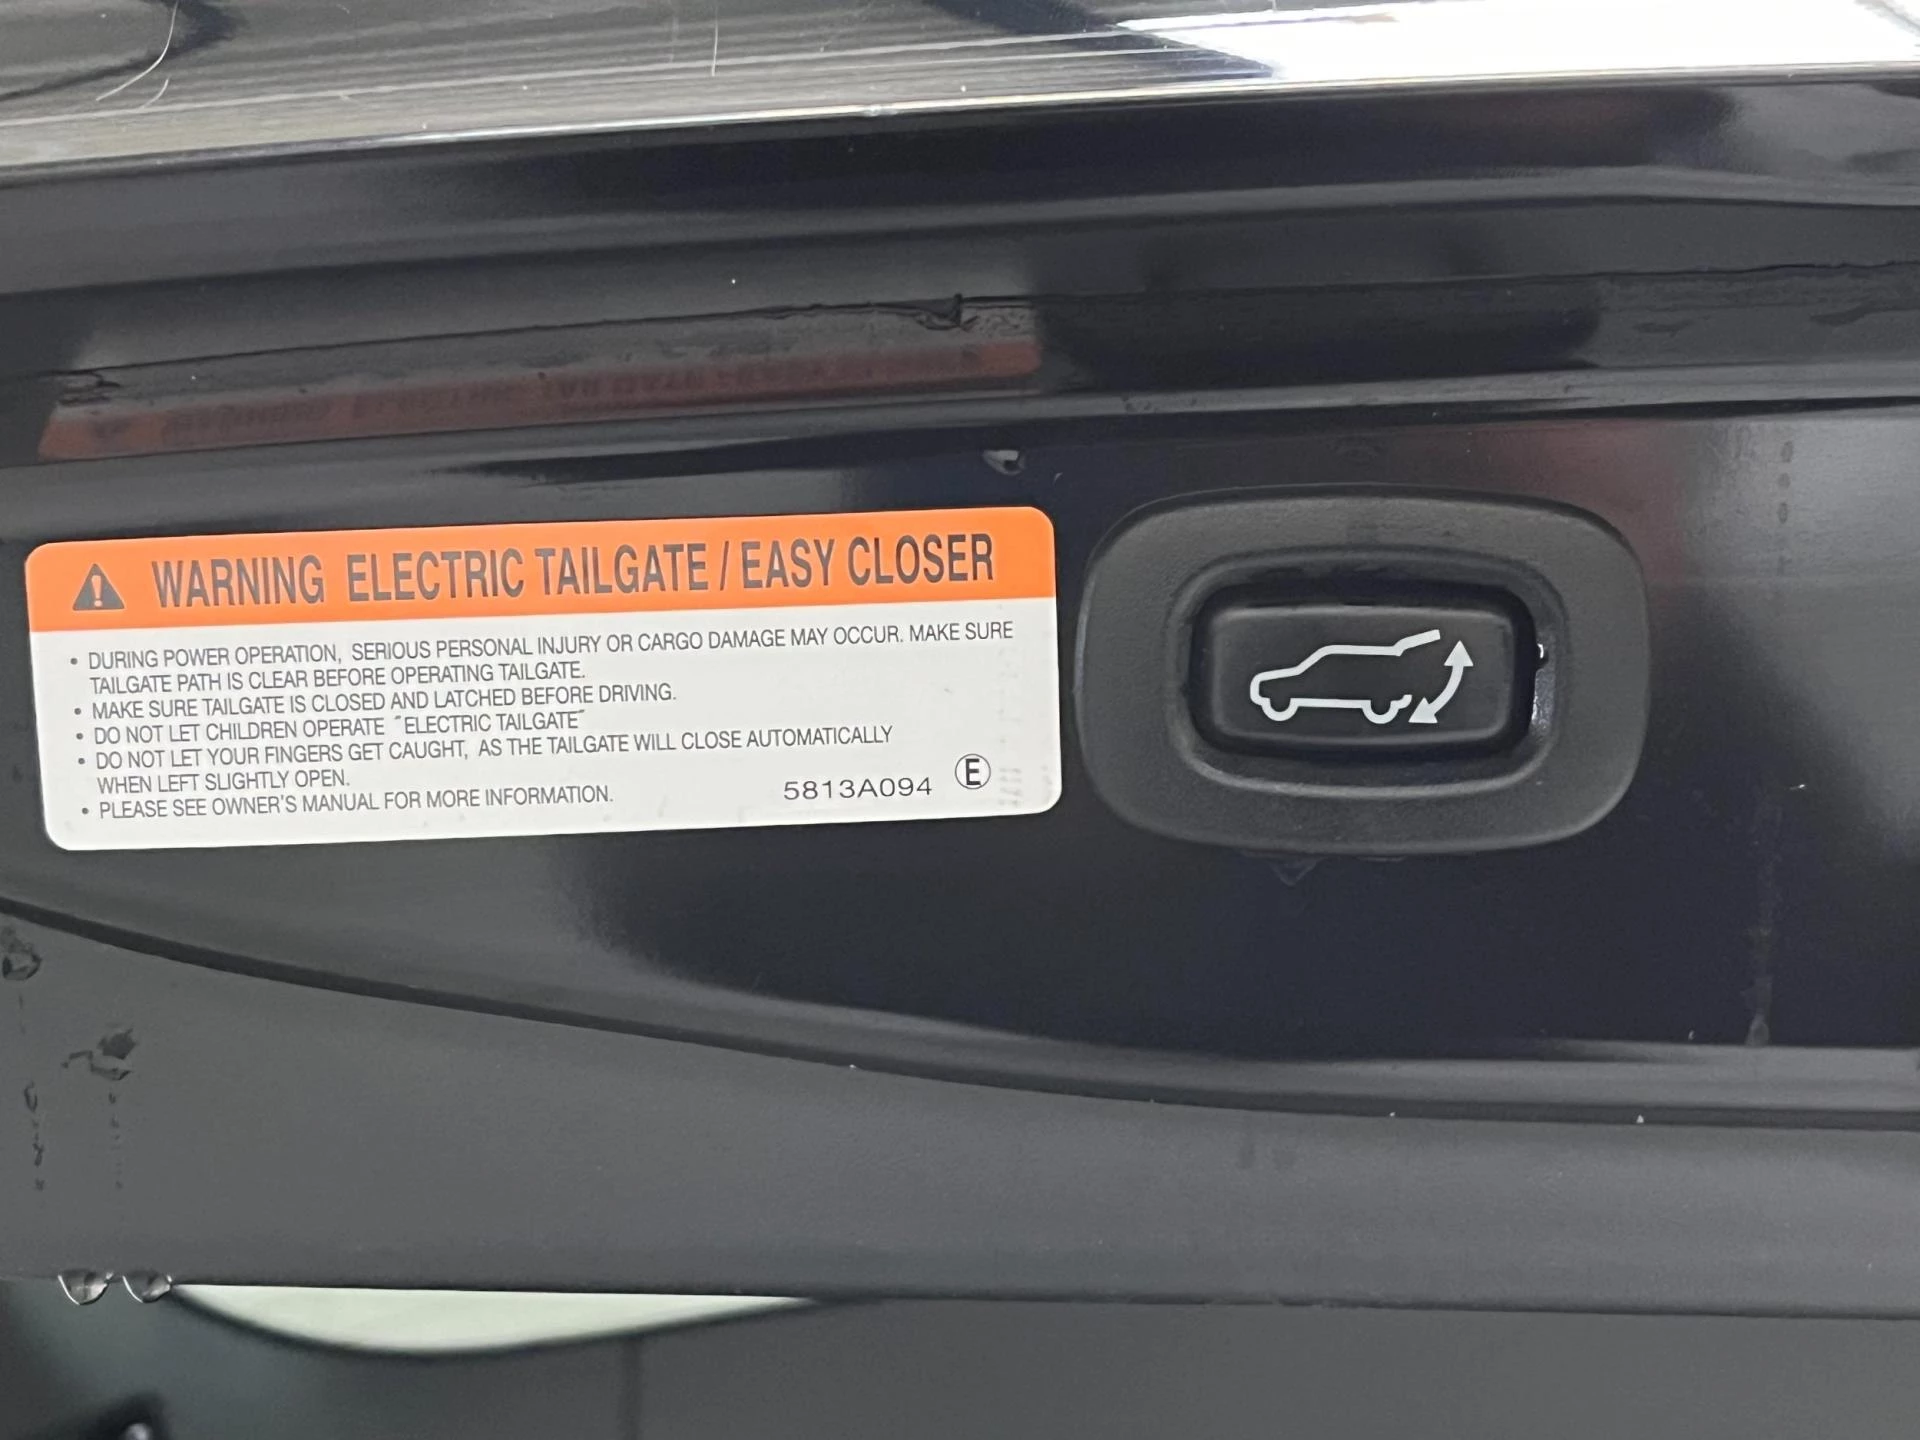 WARNING ELECTRIC TAILGATE / EASY CLOSER
• DURING POWER OPERATION, SERIOUS PERSONAL INJURY OR CARGO DAMAGE MAY OCCUR. MAKE SURE
TAILGATE PATH IS CLEAR BEFORE OPERATING TAILGATE.
• MAKE SURE TAILGATE IS CLOSED AND LATCHED BEFORE DRIVING.
• DO NOT LET CHILDREN OPERATE ˝ELECTRIC TAILGATE˝
• DO NOT LET YOUR FINGERS GET CAUGHT, AS THE TAILGATE WILL CLOSE AUTOMATICALLY
WHEN LEFT SLIGHTLY OPEN.
• PLEASE SEE OWNER'S MANUAL FOR MORE INFORMATION.
5813A094 Ⓔ